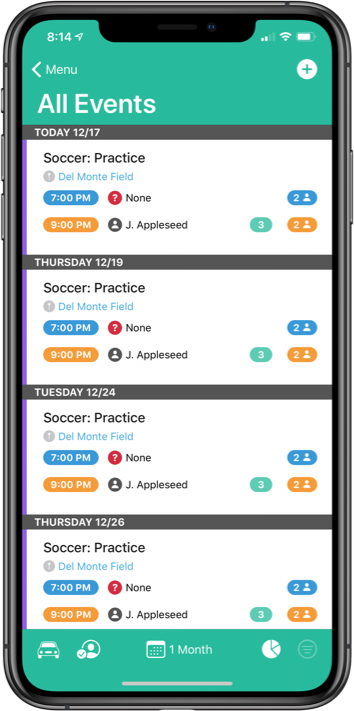 8:14
Menu
All Events
TODAY 12/17
Soccer: Practice
Del Monte Field
7:00 PM ? None 2
9:00 PM J. Appleseed 3 2
THURSDAY 12/19
Soccer: Practice
Del Monte Field
7:00 PM ? None 2
9:00 PM J. Appleseed 3 2
TUESDAY 12/24
Soccer: Practice
Del Monte Field
7:00 PM ? None 2
9:00 PM J. Appleseed 3 2
THURSDAY 12/26
Soccer: Practice
Del Monte Field
7:00 PM ? None 2
9:00 PM J. Appleseed 3 2
1 Month